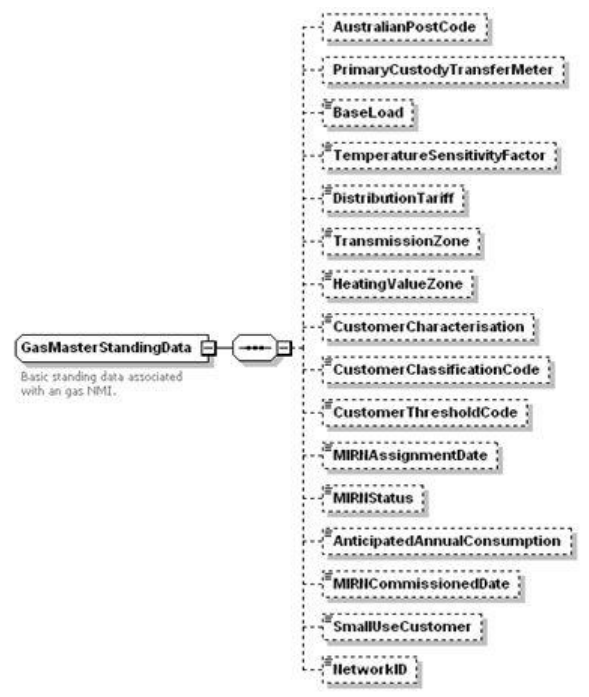 AustralianPostCode
PrimaryCustodyTransferMeter
BaseLoad
TemperatureSensitivityFactor
DistributionTariff
TransmissionZone
HeatingValueZone
CustomerCharacterisation
GasMasterStandingData
CustomerClassificationCode
Basic standing data associated
with an gas NMI.
CustomerThresholdCode
MIRNAssignmentDate
MIRNStatus
AnticipatedAnnualConsumption
MIRNCommissionedDate
SmallUseCustomer
NetworkID